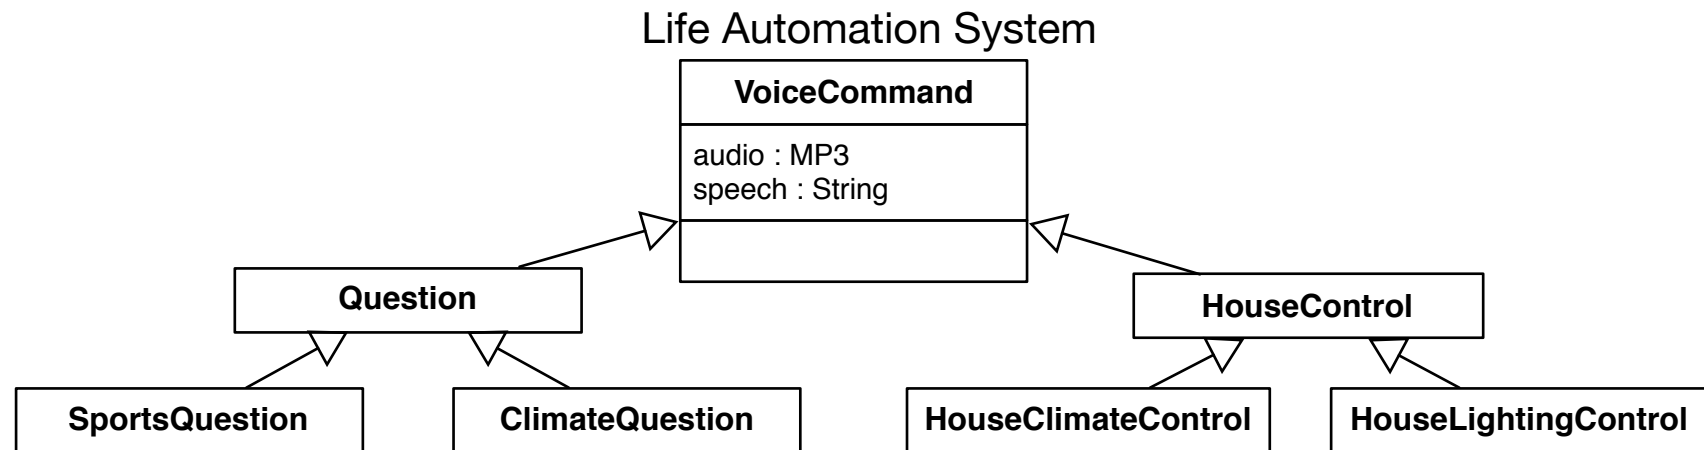 Life Automation System
VoiceCommand
audio : MP3
speech : String
Question
HouseControl
SportsQuestion
ClimateQuestion
HouseClimateControl
HouseLightingControl